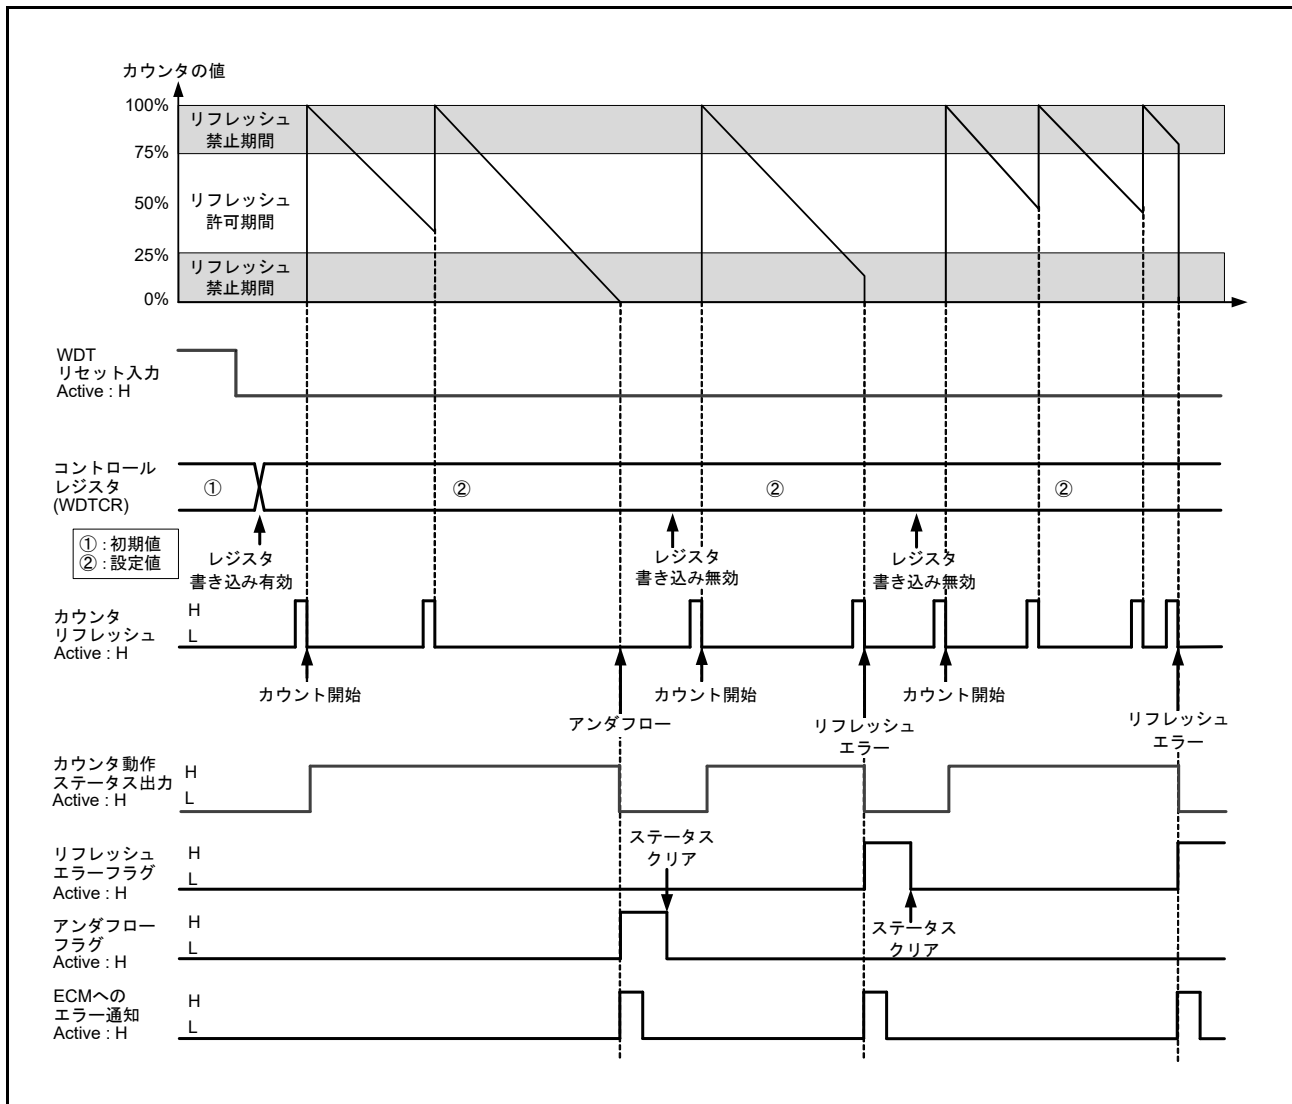 カウンタの値
100%
リフレッシュ
禁止期間
75%
50%
リフレッシュ
許可期間
25%
リフレッシュ
禁止期間
0%
WDT
リセット入力
Active : H
コントロール
レジスタ
(WDTCR)
①
②
②
②
① : 初期値
② : 設定値
レジスタ
書き込み有効
レジスタ
書き込み無効
レジスタ
書き込み無効
カウンタ
リフレッシュ
Active : H
H
L
カウント開始
カウント開始
カウント開始
アンダフロー
リフレッシュ
エラー
リフレッシュ
エラー
カウンタ動作
ステータス出力
Active : H
H
L
ステータス
クリア
リフレッシュ
エラーフラグ
Active : H
H
L
ステータス
クリア
アンダフロー
フラグ
Active : H
H
L
ECMへの
エラー通知
Active : H
H
L